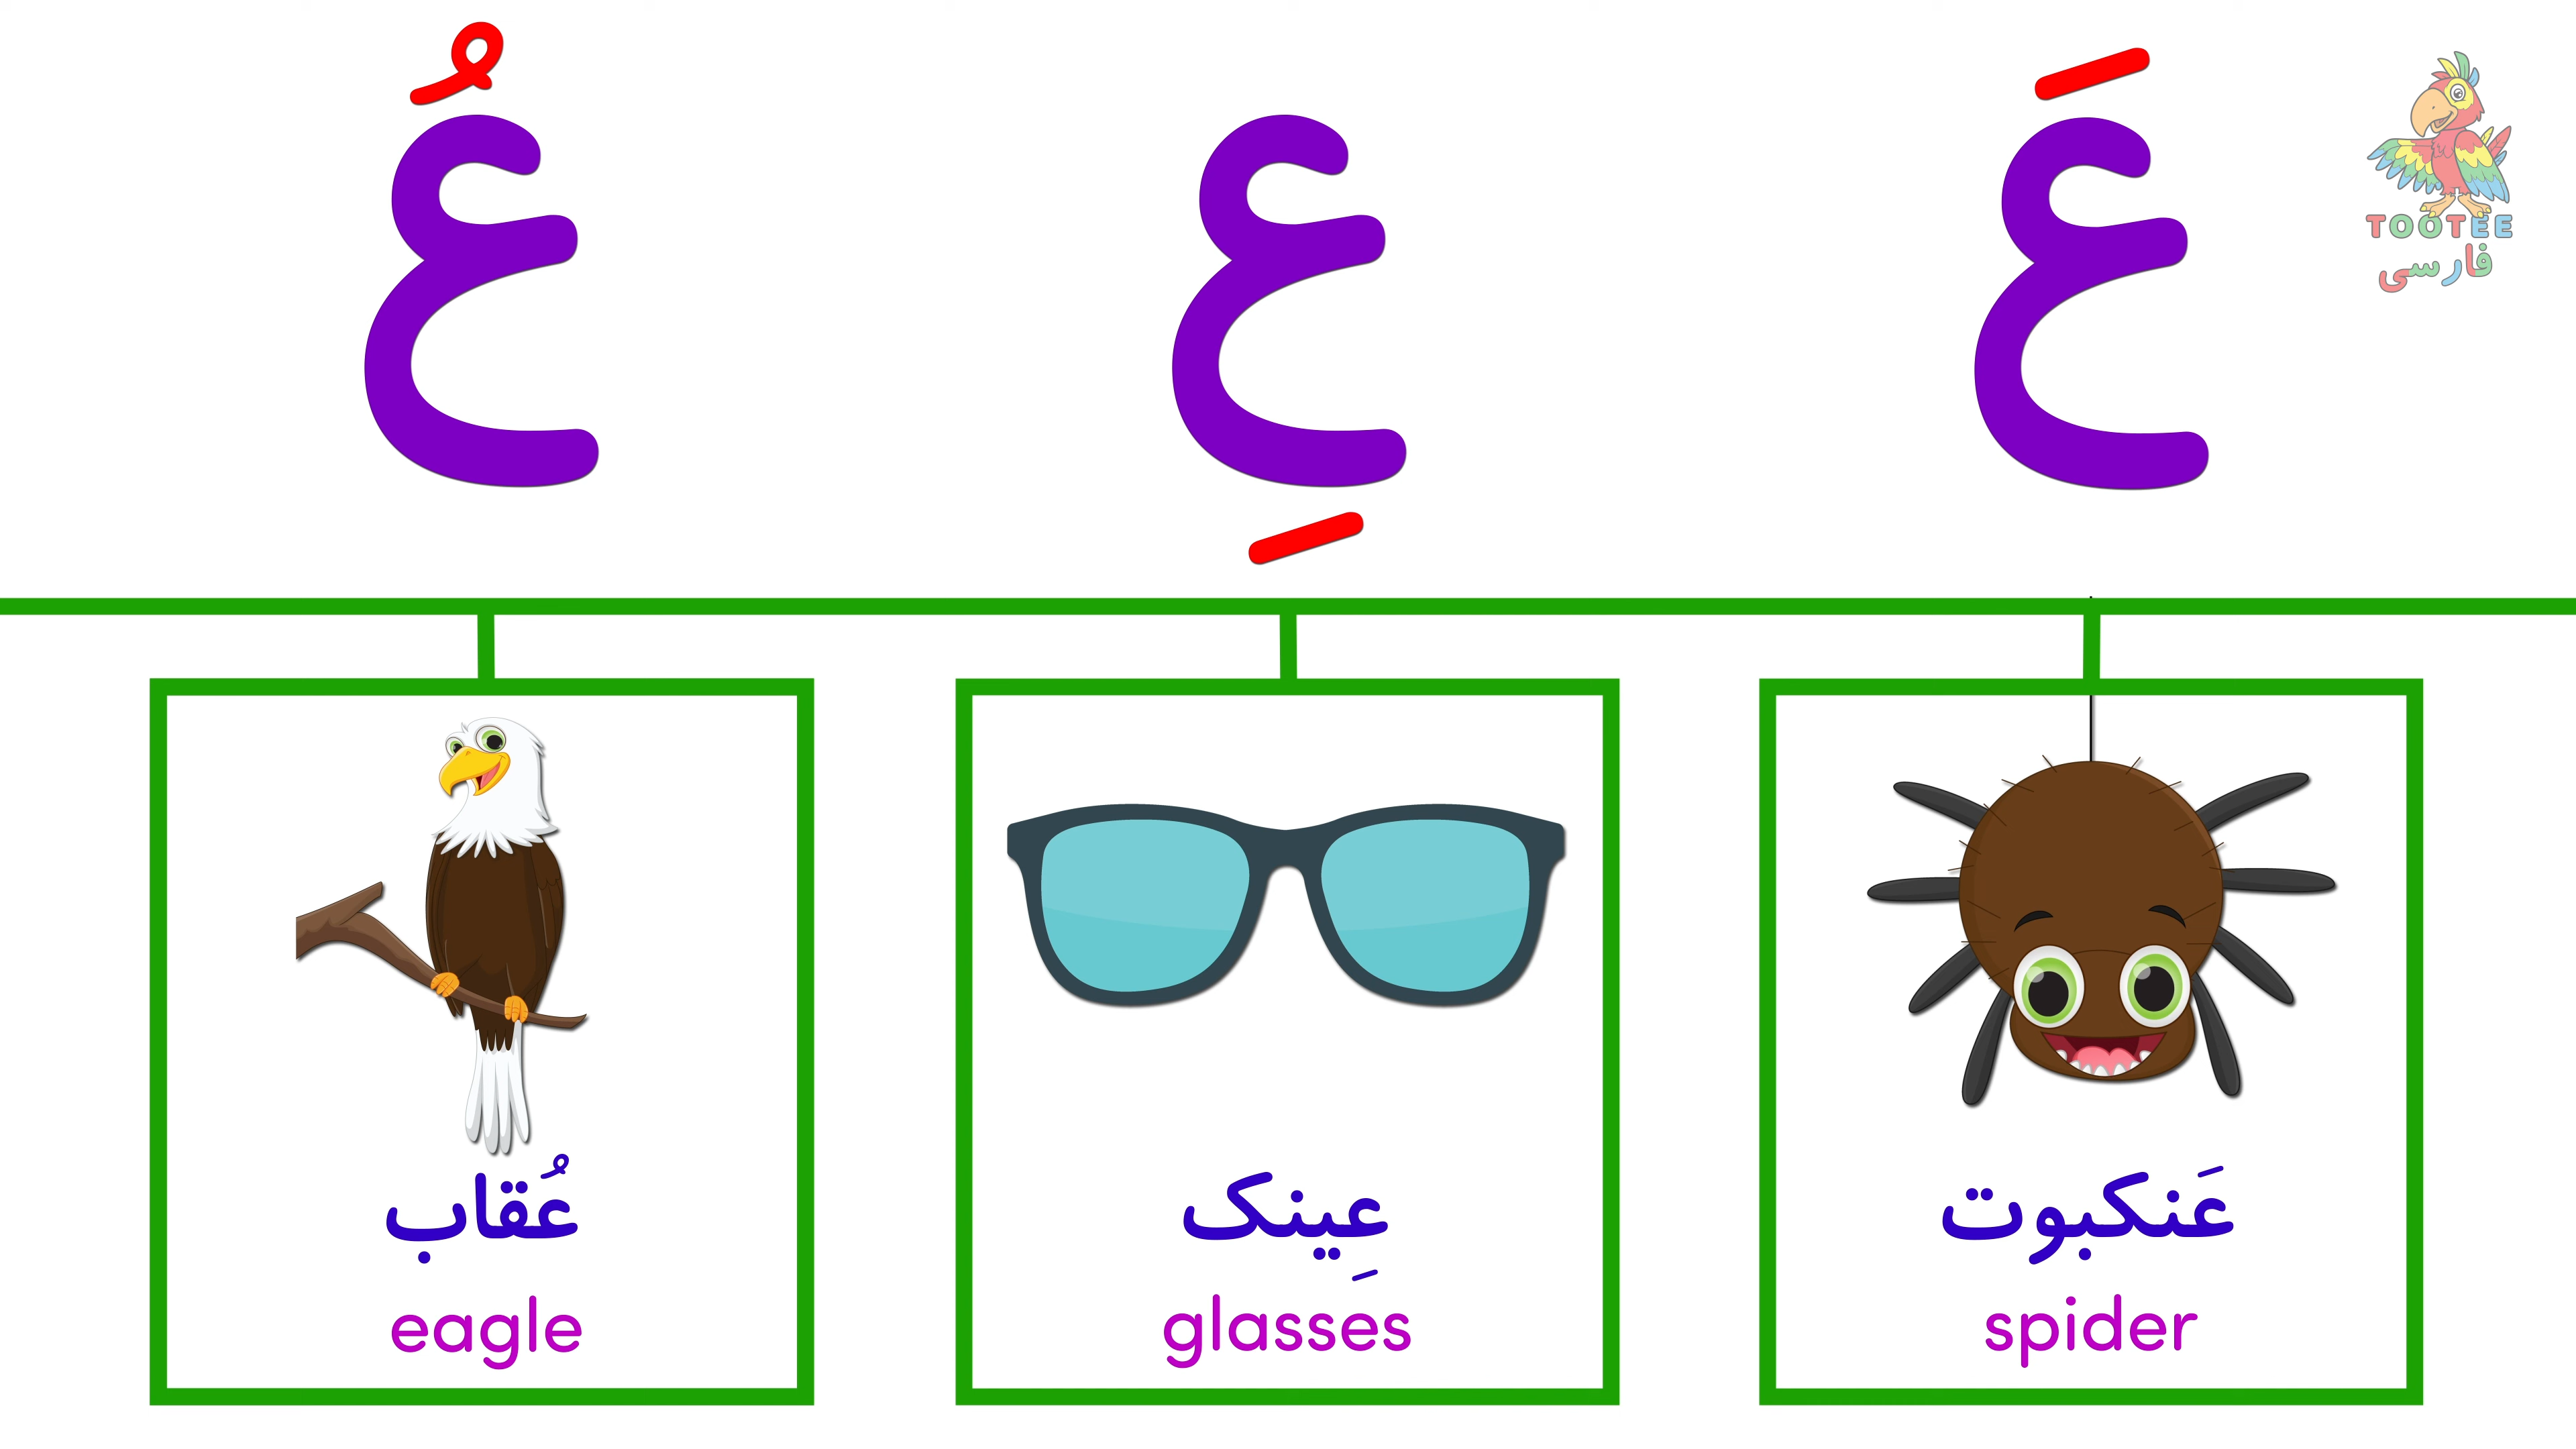 عَ عِ عُ
TOOTEE
فارسی
عَنکبوت
spider
عِینک
glasses
عُقاب
eagle